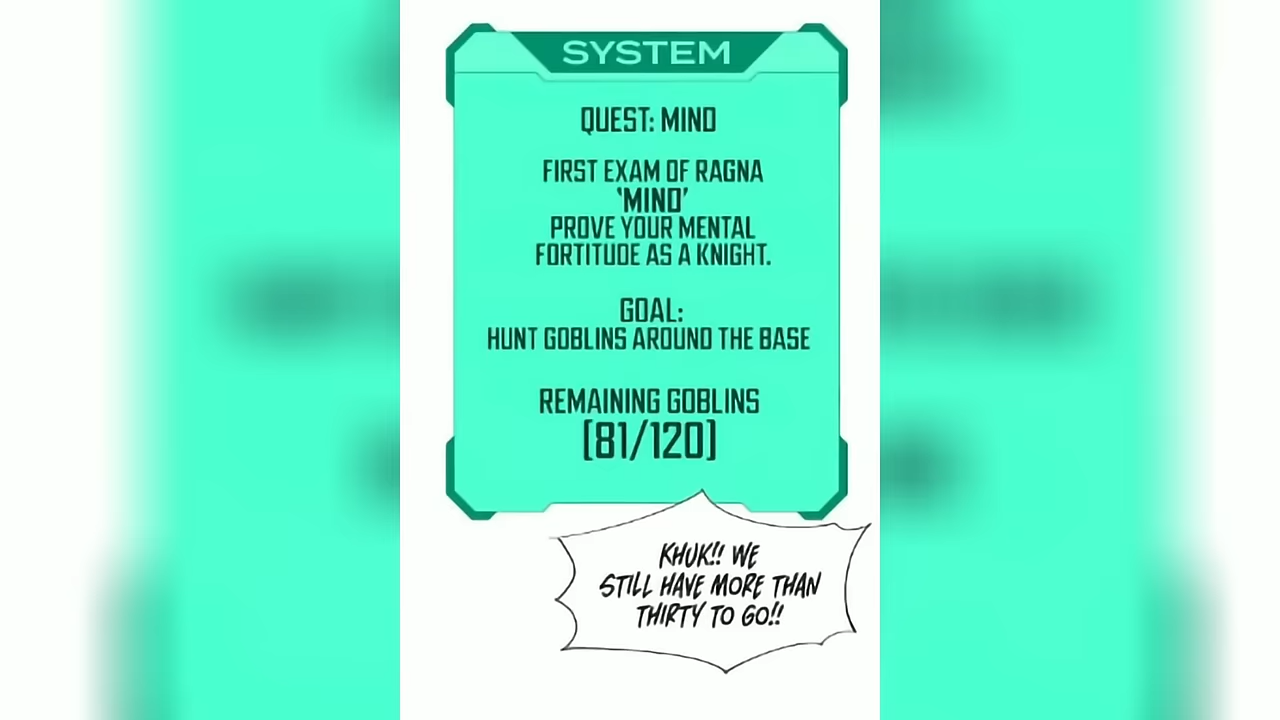 SYSTEM
QUEST: MIND
FIRST EXAM OF RAGNA
'MIND'
PROVE YOUR MENTAL
FORTITUDE AS A KNIGHT.
GOAL:
HUNT GOBLINS AROUND THE BASE
REMAINING GOBLINS
[81/120]
KHUK!! WE
STILL HAVE MORE THAN
THIRTY TO GO!!